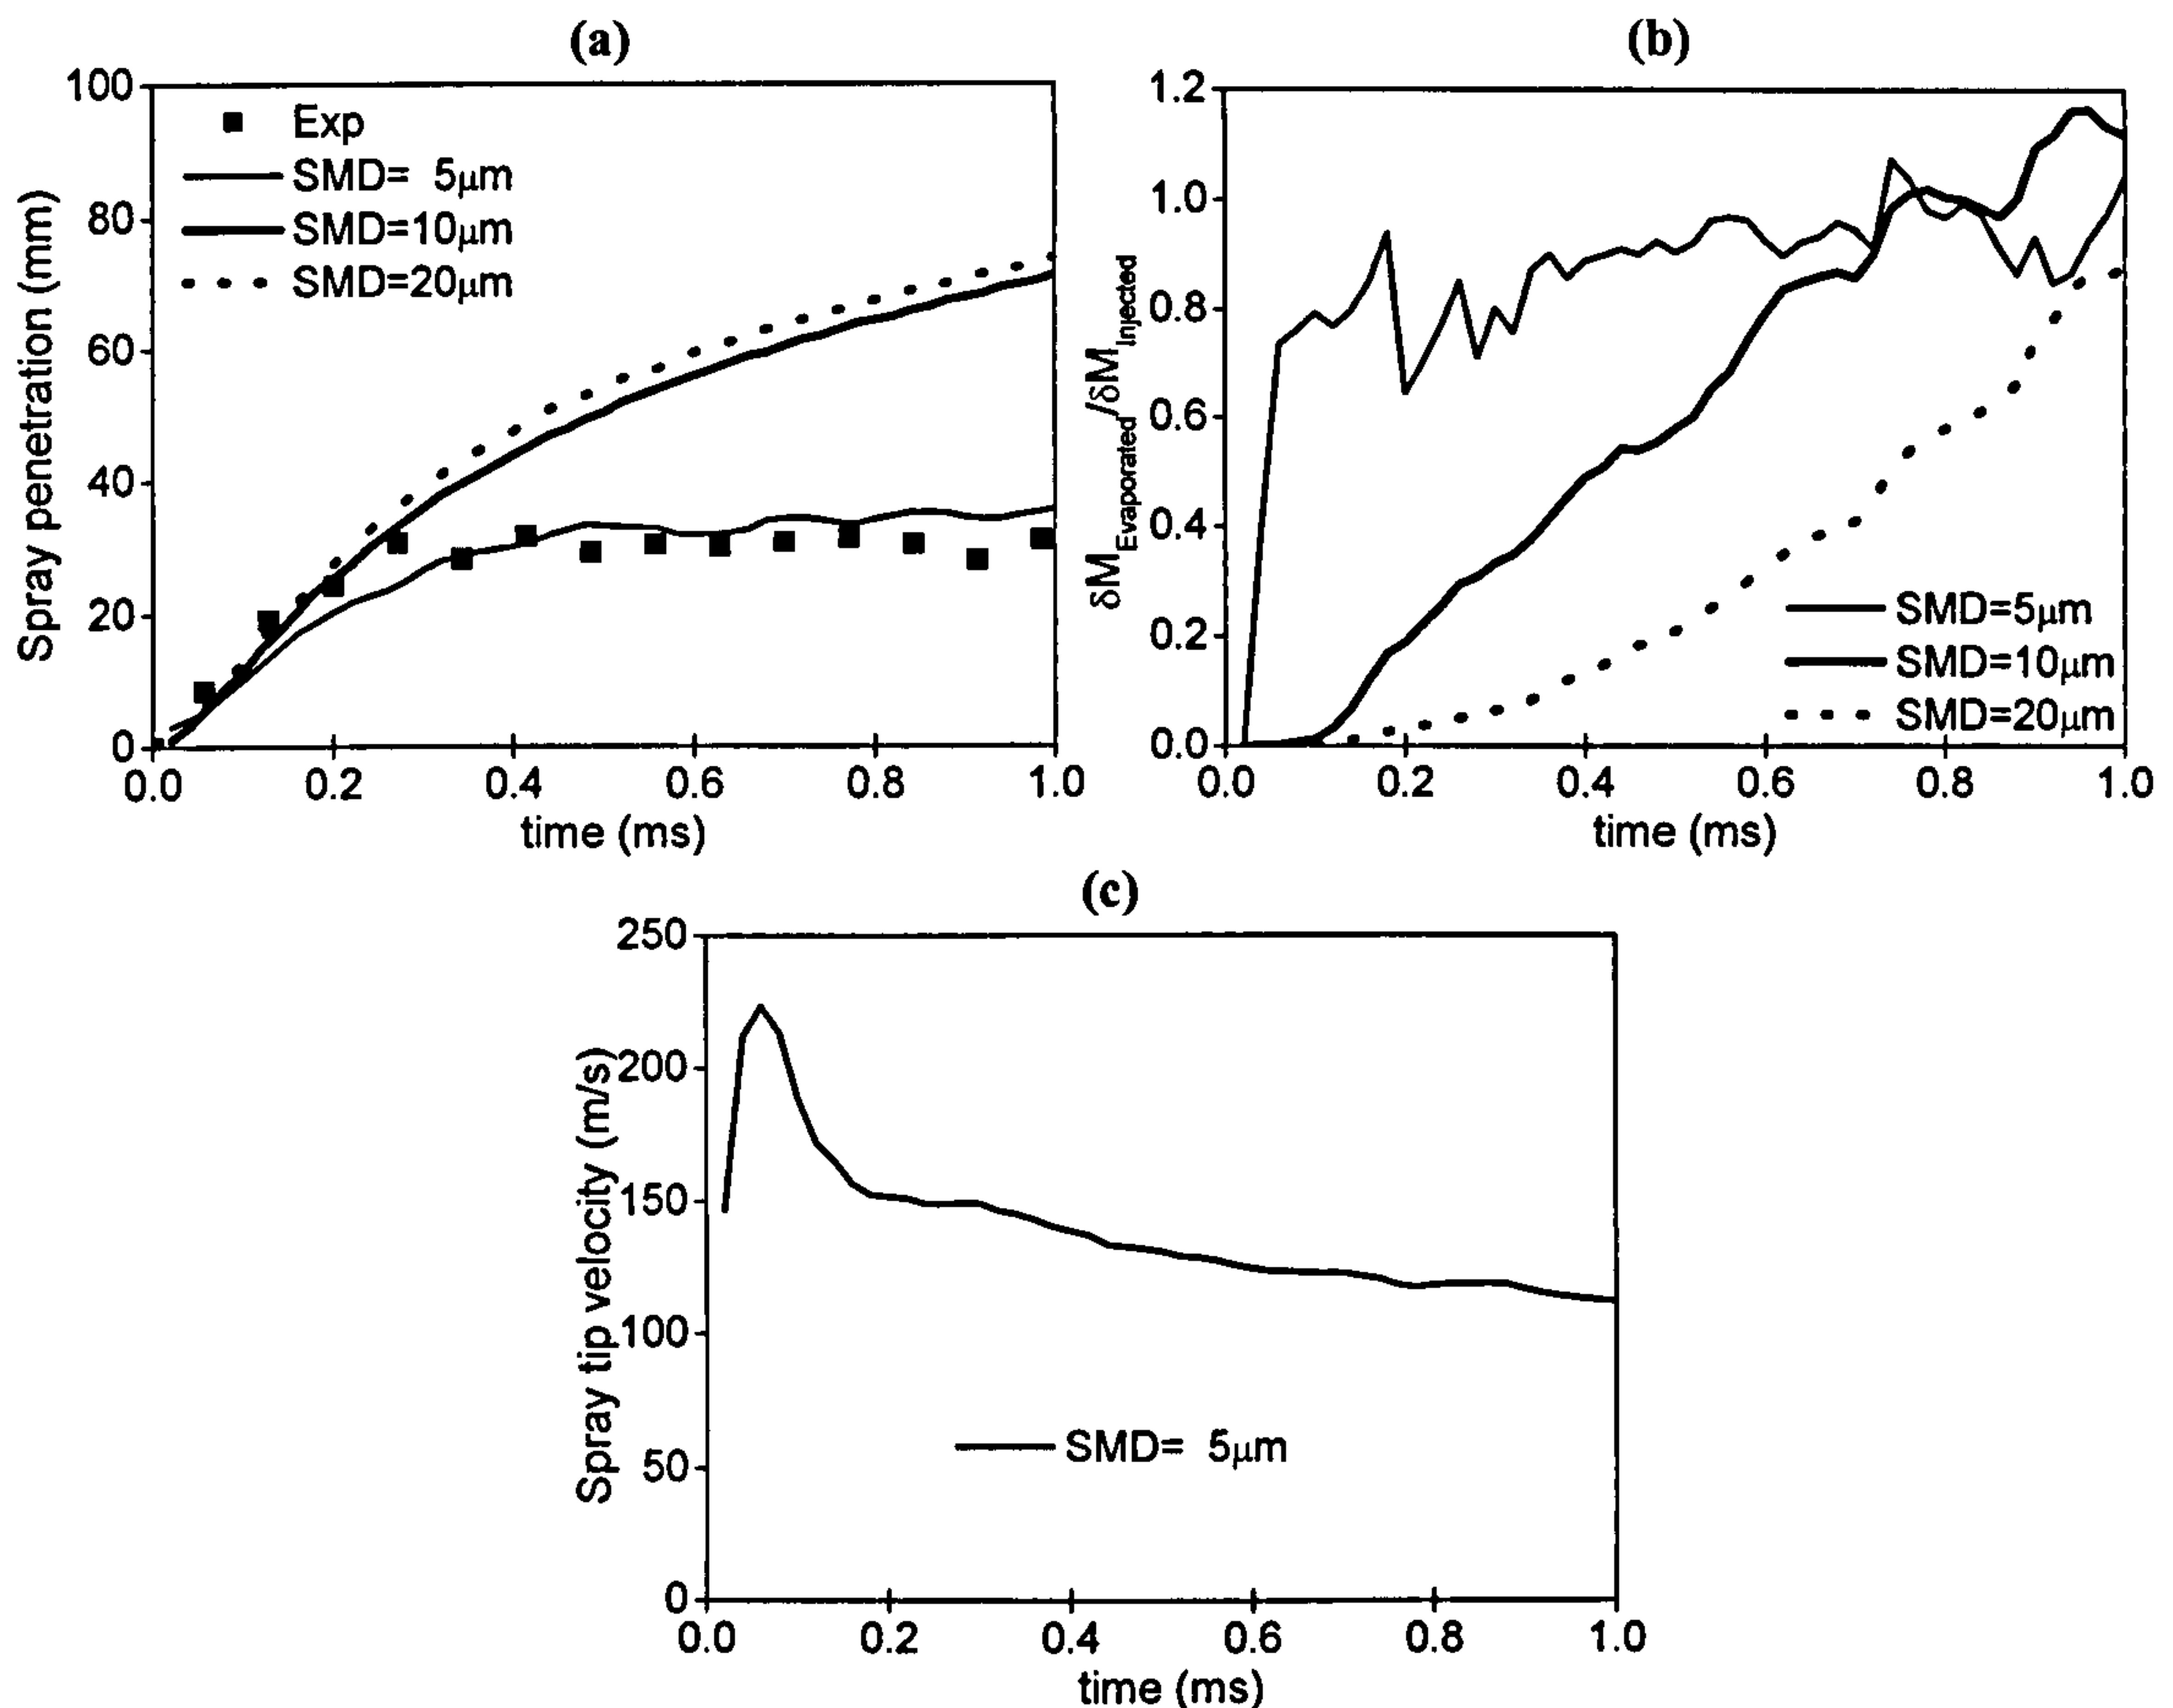 (a)
100
80
60
40
20
0
Spray penetration (mm)
Exp
SMD= 5μm
SMD=10μm
SMD=20μm
0.0 0.2 0.4 0.6 0.8 1.0
time (ms)
(b)
1.2
1.0
0.8
0.6
0.4
0.2
0.0
δM Evaporated /δM Injected
SMD=5μm
SMD=10μm
SMD=20μm
0.0 0.2 0.4 0.6 0.8 1.0
time (ms)
(c)
250
200
150
100
50
0
Spray tip velocity (m/s)
SMD= 5μm
0.0 0.2 0.4 0.6 0.8 1.0
time (ms)